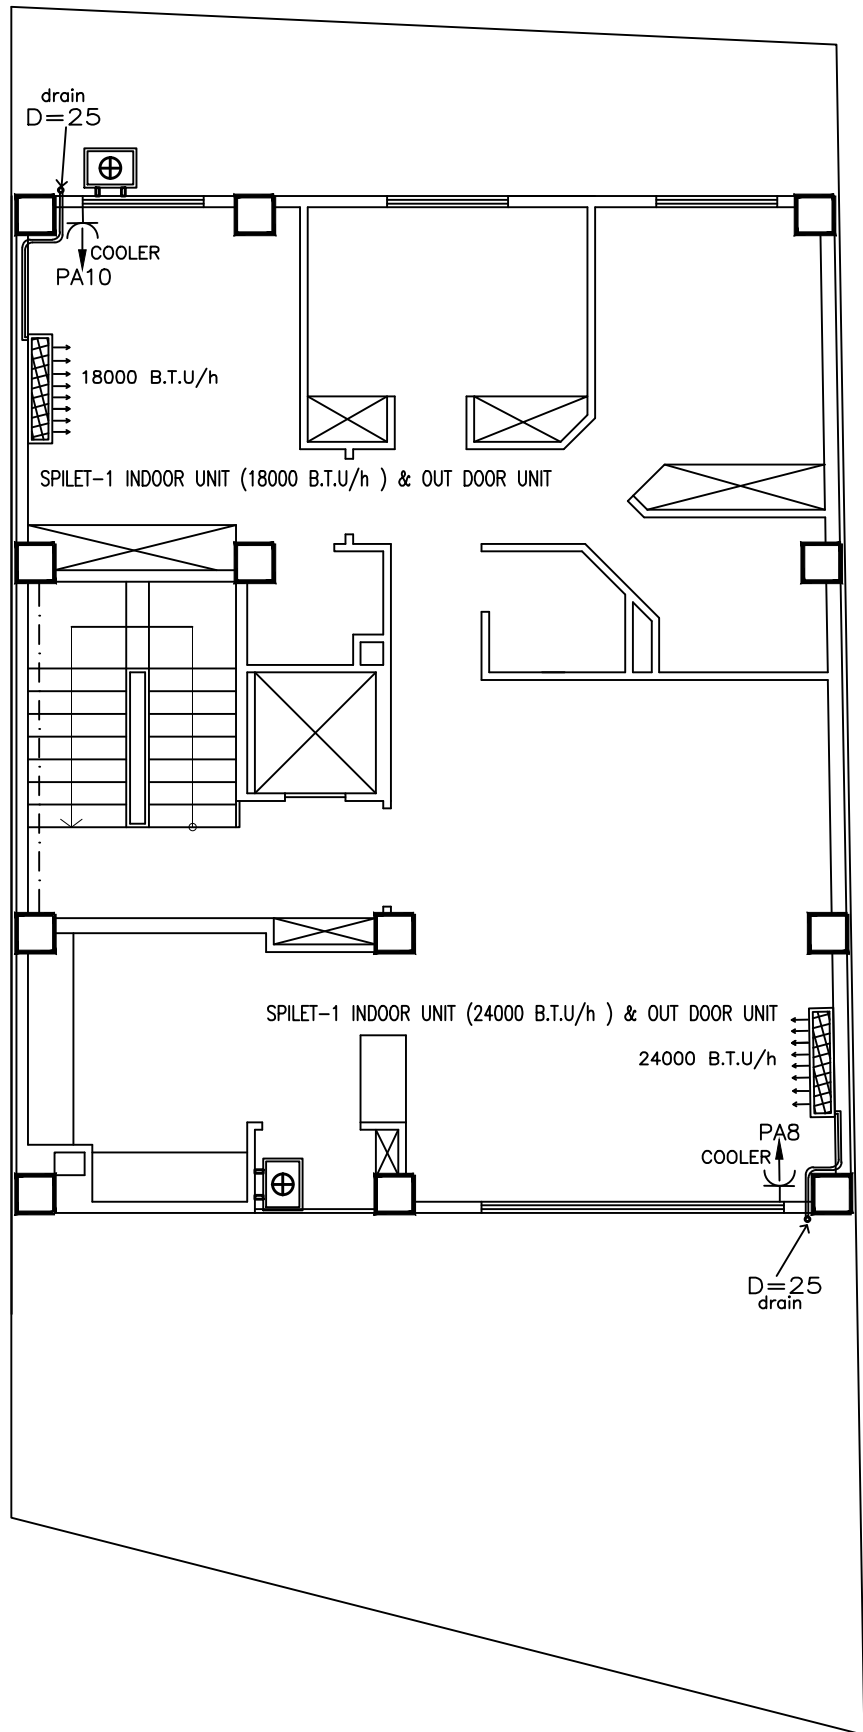 drain
D=25
COOLER
PA10
18000 B.T.U/h
SPILET-1 INDOOR UNIT (18000 B.T.U/h ) & OUT DOOR UNIT
SPILET-1 INDOOR UNIT (24000 B.T.U/h ) & OUT DOOR UNIT
24000 B.T.U/h
PA8
COOLER
D=25
drain